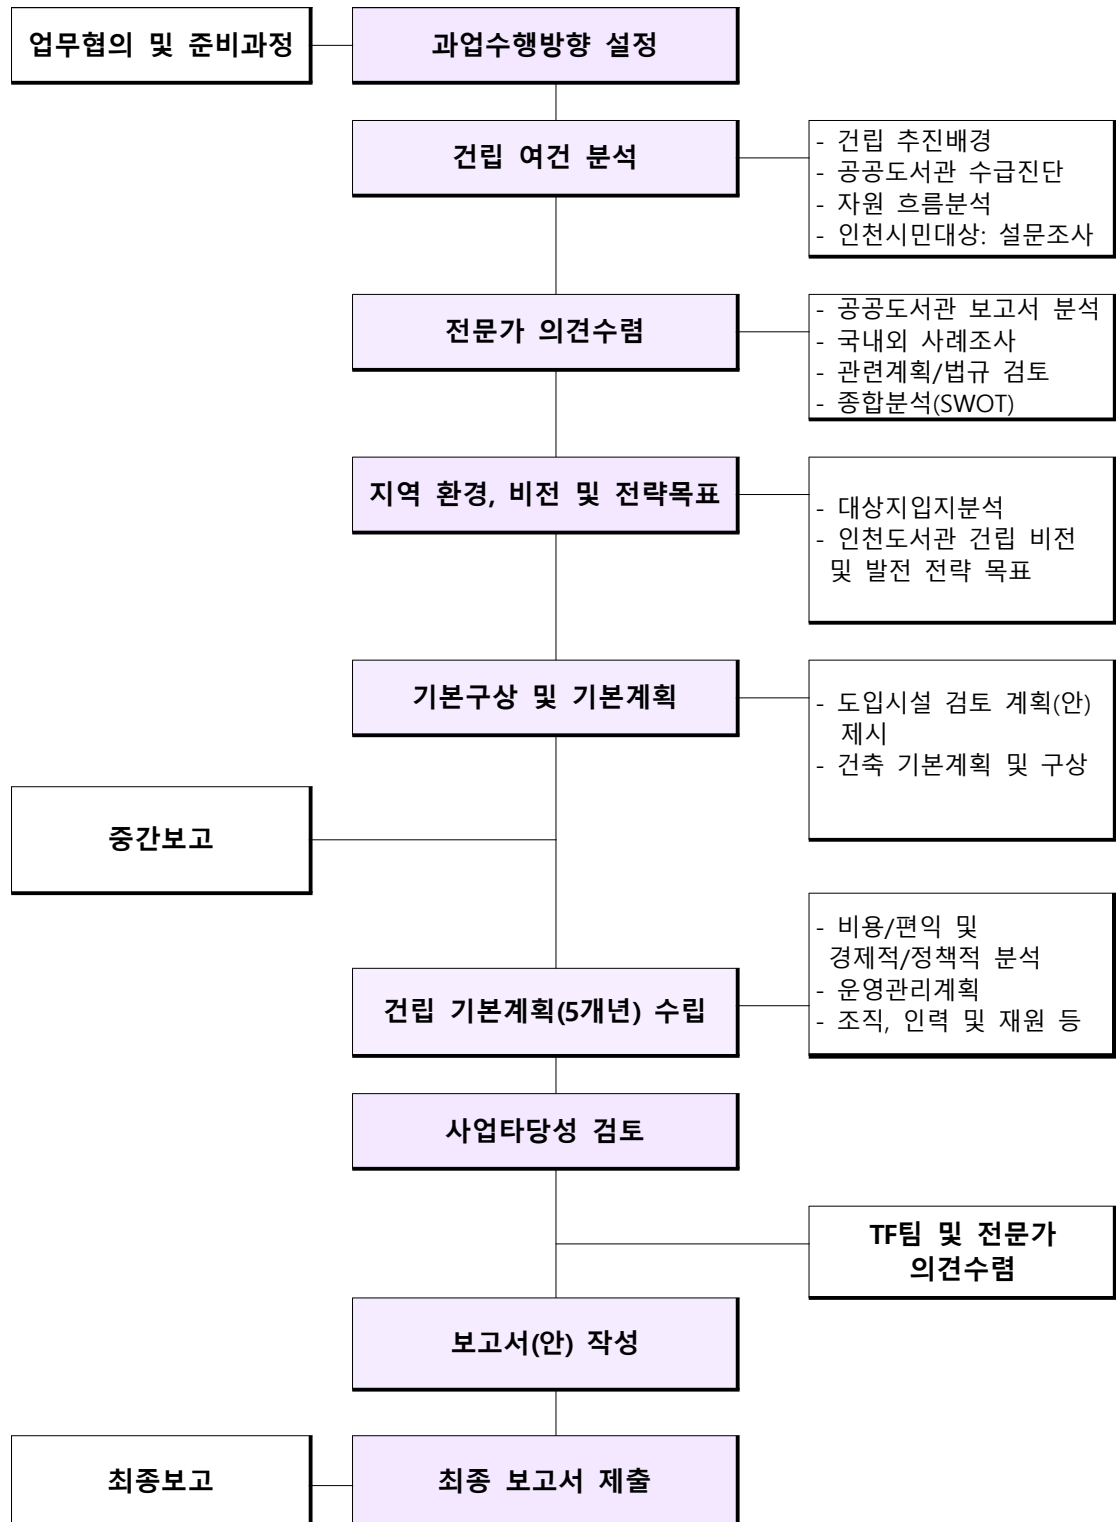 업무협의 및 준비과정
과업수행방향 설정
건립 여건 분석
- 건립 추진배경
- 공공도서관 수급진단
- 자원 흐름분석
- 인천시민대상: 설문조사
전문가 의견수렴
- 공공도서관 보고서 분석
- 국내외 사례조사
- 관련계획/법규 검토
- 종합분석(SWOT)
지역 환경, 비전 및 전략목표
- 대상지입지분석
- 인천도서관 건립 비전
및 발전 전략 목표
기본구상 및 기본계획
- 도입시설 검토 계획(안)
제시
- 건축 기본계획 및 구상
중간보고
- 비용/편익 및
경제적/정책적 분석
- 운영관리계획
- 조직, 인력 및 재원 등
건립 기본계획(5개년) 수립
사업타당성 검토
TF팀 및 전문가
의견수렴
보고서(안) 작성
최종보고
최종 보고서 제출